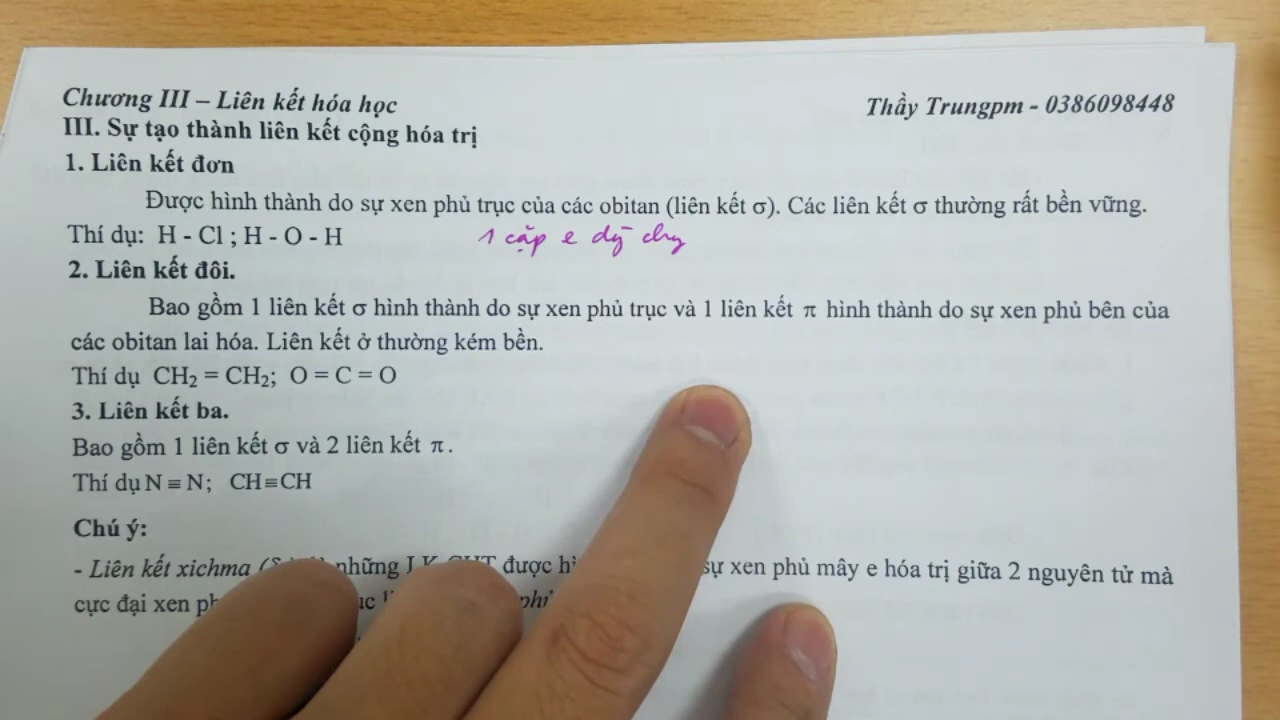 Chương III – Liên kết hóa học
Thầy Trungpm - 0386098448
III. Sự tạo thành liên kết cộng hóa trị
1. Liên kết đơn
Được hình thành do sự xen phủ trục của các obitan (liên kết σ). Các liên kết σ thường rất bền vững.
Thí dụ: H - Cl ; H - O - H
1 cặp e
2. Liên kết đôi.
Bao gồm 1 liên kết σ hình thành do sự xen phủ trục và 1 liên kết π hình thành do sự xen phủ bên của
các obitan lai hóa. Liên kết ở thường kém bền.
Thí dụ CH₂ = CH₂; O = C = O
3. Liên kết ba.
Bao gồm 1 liên kết σ và 2 liên kết π.
Thí dụ N ≡ N; CH≡CH
Chú ý:
- Liên kết xichma những được sự xen phủ mây e hóa trị giữa 2 nguyên tử mà
cực đại xen